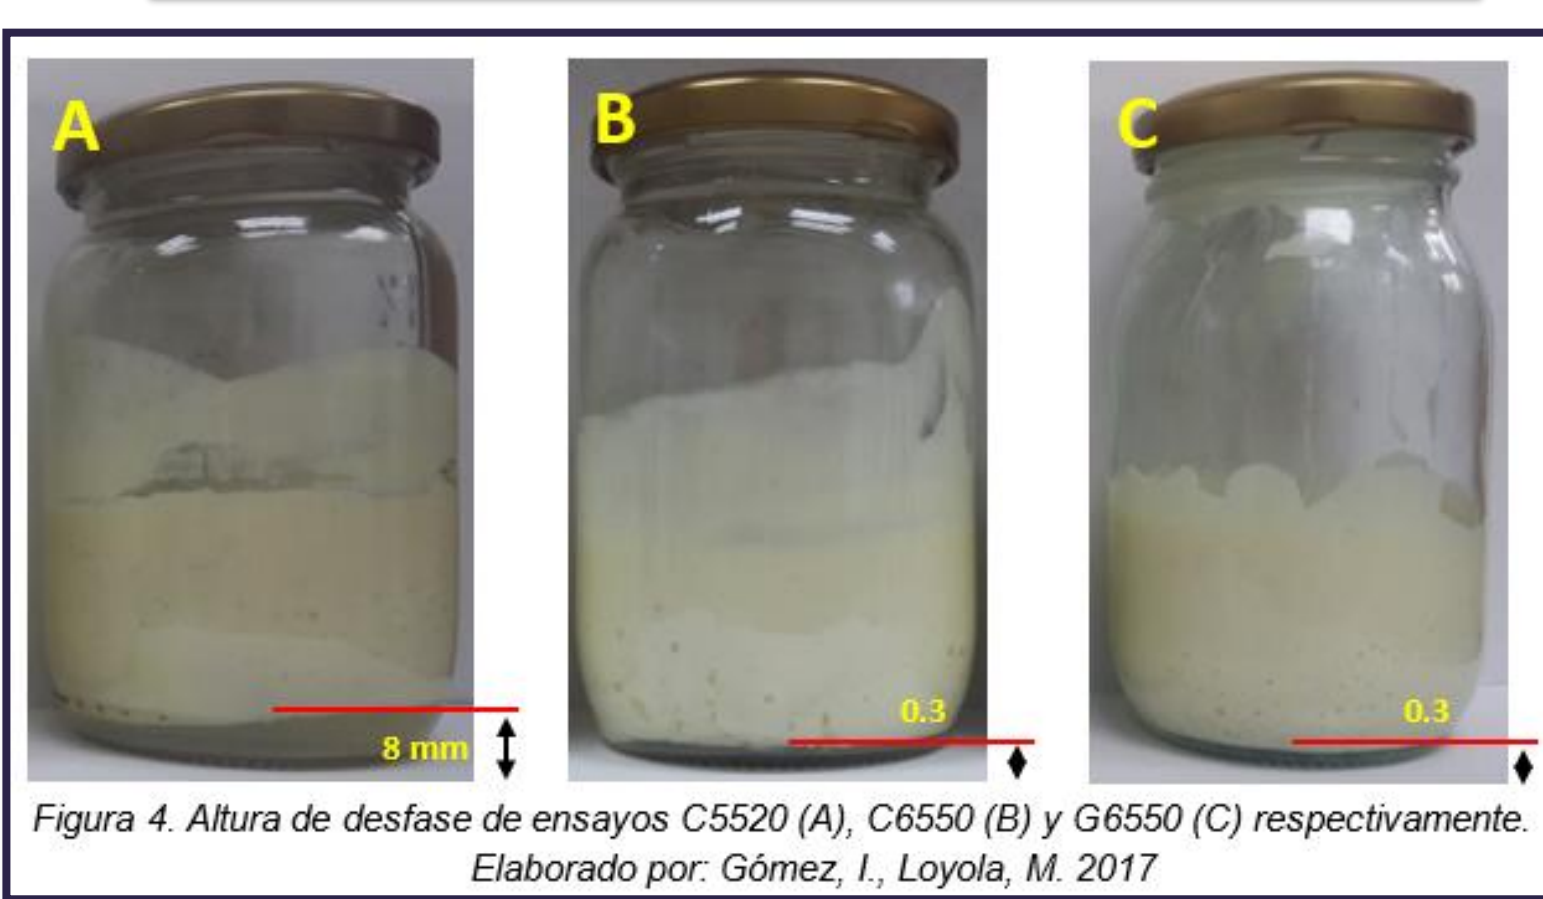 A
B
C
8 mm
0.3
0.3
Figura 4. Altura de desfase de ensayos C5520 (A), C6550 (B) y G6550 (C) respectivamente.
Elaborado por: Gómez, I., Loyola, M. 2017